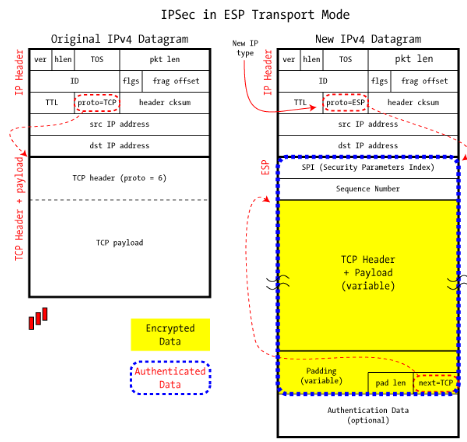 IPSec in ESP Transport Mode
Original IPv4 Datagram
IP Header
ver hlen TOS pkt len
ID flgs frag offset
TTL proto=TCP header cksum
src IP address
dst IP address
TCP Header + payload
TCP header (proto = 6)
TCP payload
Encrypted
Data
Authenticated
Data
New IPv4 Datagram
New IP
type
IP Header
ver hlen TOS pkt len
ID flgs frag offset
TTL proto=ESP header cksum
src IP address
dst IP address
ESP
SPI (Security Parameters Index)
Sequence Number
TCP Header
+ Payload
(variable)
Padding
(variable)
pad len next=TCP
Authentication Data
(optional)